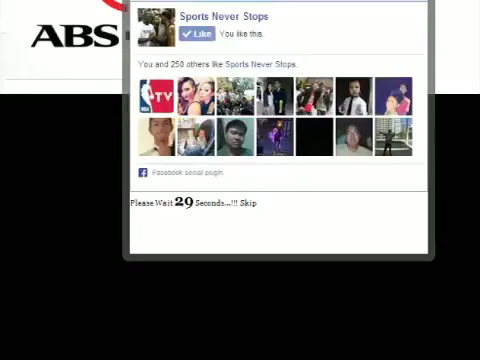 Sports Never Stops
Like You like this.
ABS
You and 250 others like Sports Never Stops.
NBA TV
Facebook social plugin
Please Wait 29 Seconds...!!! Skip